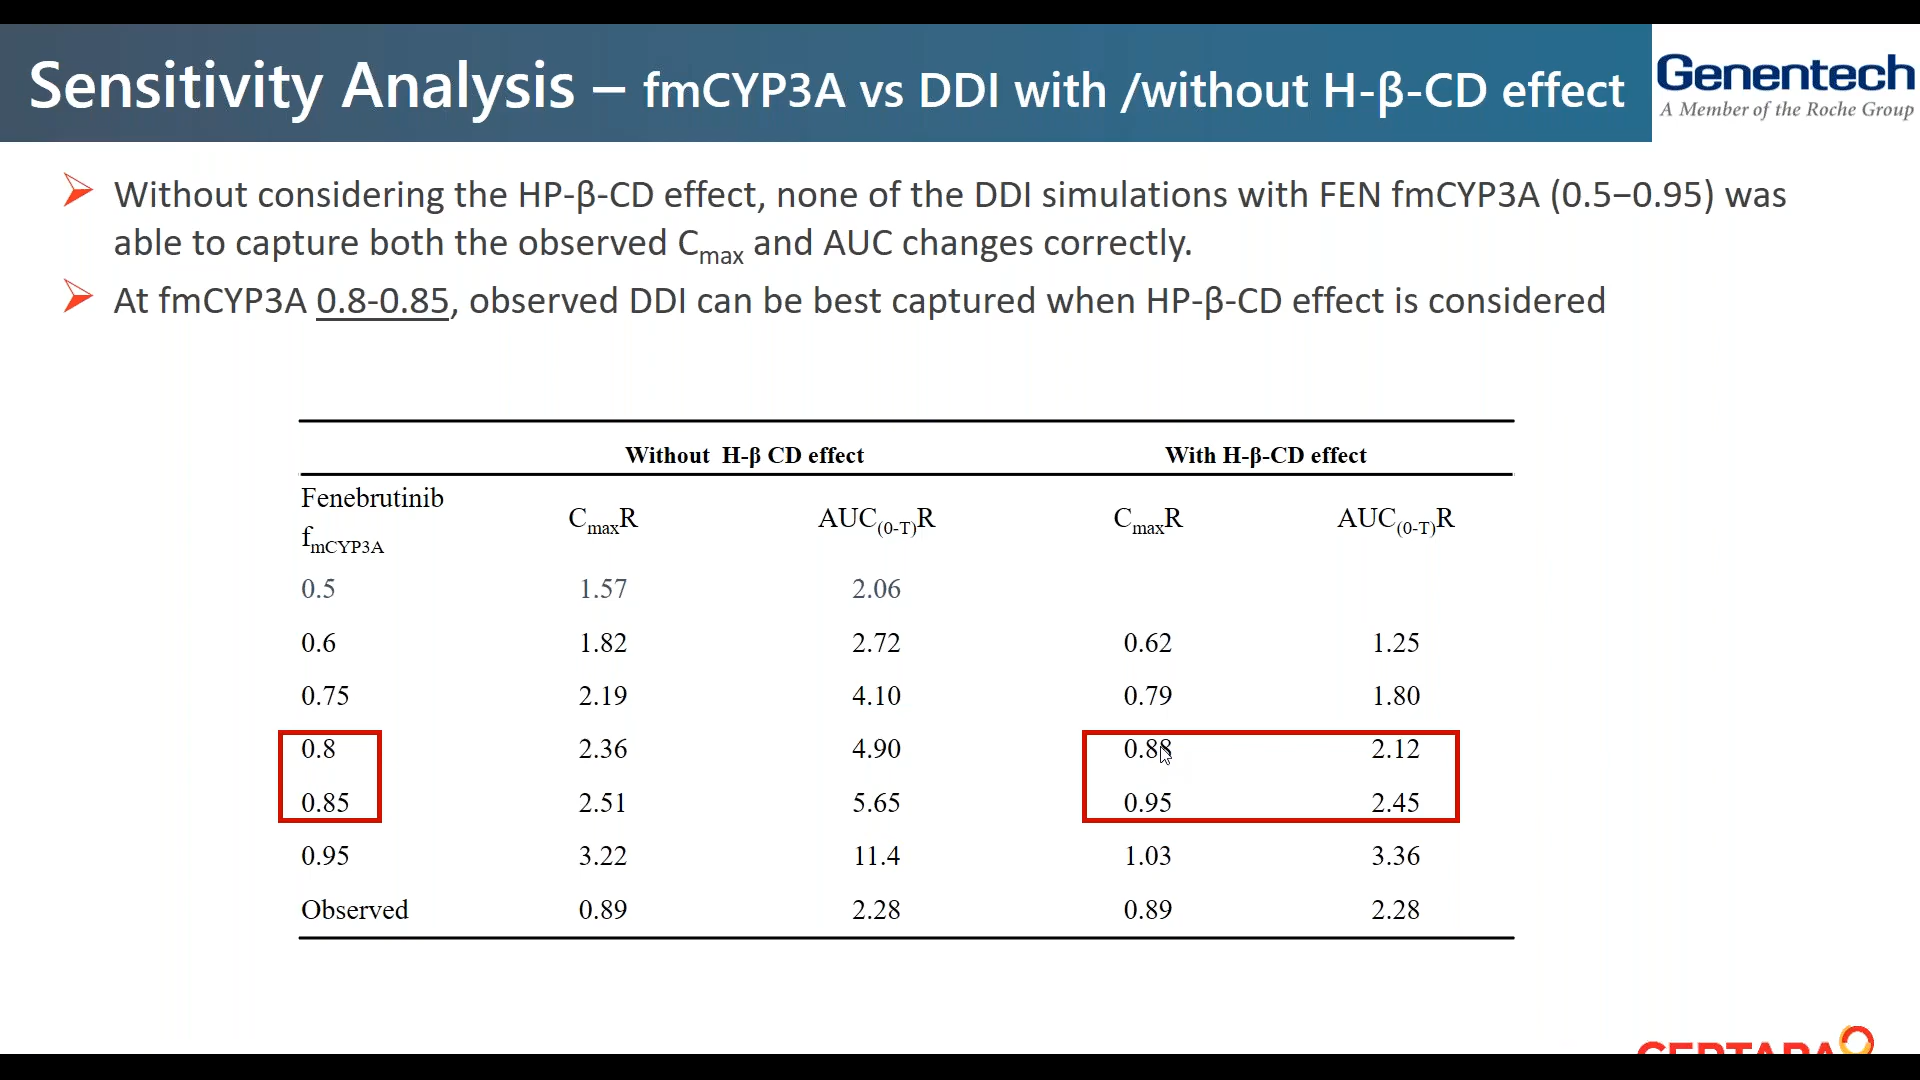 Sensitivity Analysis – fmCYP3A vs DDI with /without H-β-CD effect
Genentech
A Member of the Roche Group
Without considering the HP-β-CD effect, none of the DDI simulations with FEN fmCYP3A (0.5–0.95) was
able to capture both the observed Cmax and AUC changes correctly.
At fmCYP3A 0.8-0.85, observed DDI can be best captured when HP-β-CD effect is considered
Without H-β CD effect With H-β-CD effect
Fenebrutinib
fmCYP3A CmaxR AUC(0-T)R CmaxR AUC(0-T)R
0.5 1.57 2.06
0.6 1.82 2.72 0.62 1.25
0.75 2.19 4.10 0.79 1.80
0.8 2.36 4.90 0.88 2.12
0.85 2.51 5.65 0.95 2.45
0.95 3.22 11.4 1.03 3.36
Observed 0.89 2.28 0.89 2.28
CERTARA